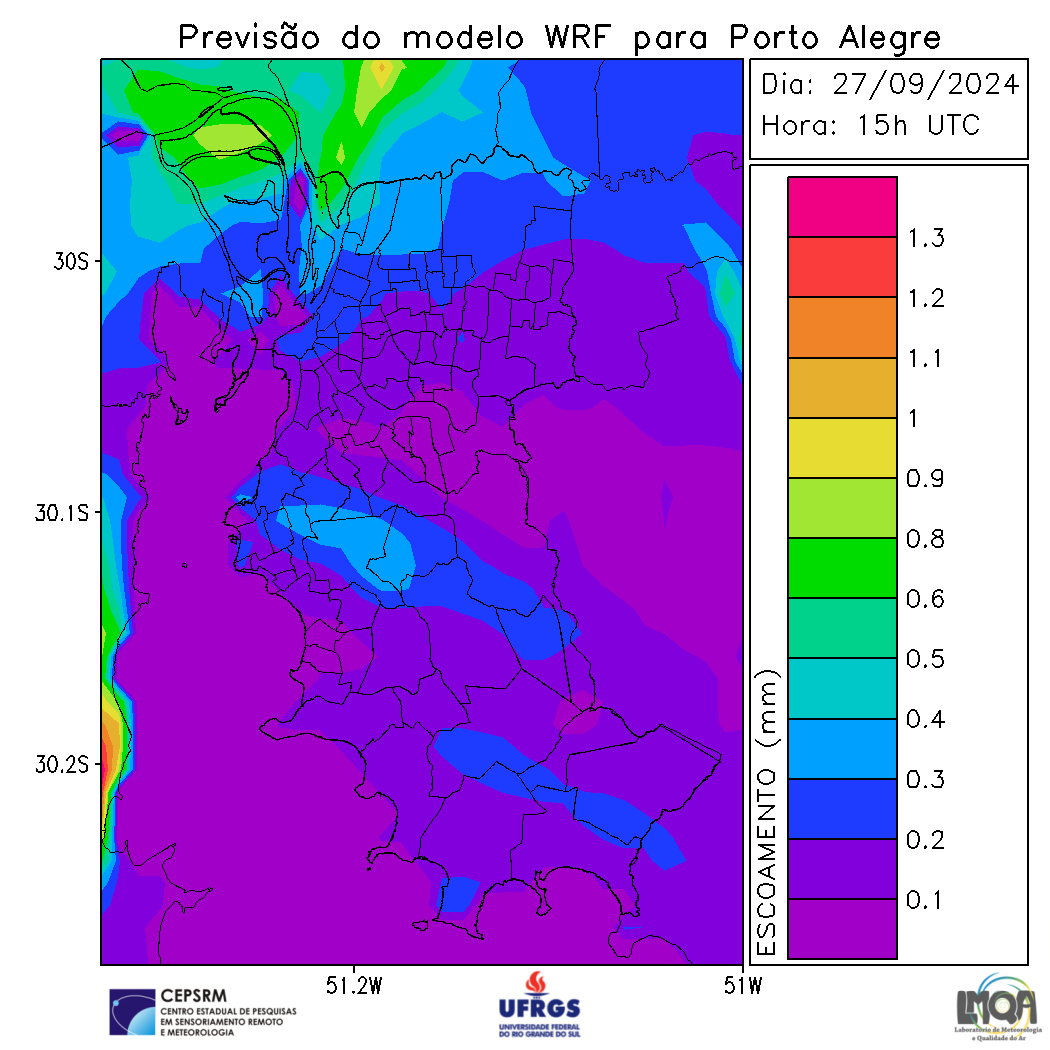 Previsão do modelo WRF para Porto Alegre
Dia: 27/09/2024
Hora: 15h UTC
1.3
1.2
1.1
1
0.9
0.8
0.6
0.5
0.4
0.3
0.2
0.1
ESCOAMENTO (mm)
30S
30.1S
30.2S
51.2W
51W
CEPSRM
CENTRO ESTADUAL DE PESQUISAS
EM SENSORIAMENTO REMOTO
E METEOROLOGIA
UFRGS
UNIVERSIDADE FEDERAL
DO RIO GRANDE DO SUL
LMQA
Laboratório de Meteorologia
e Qualidade do Ar